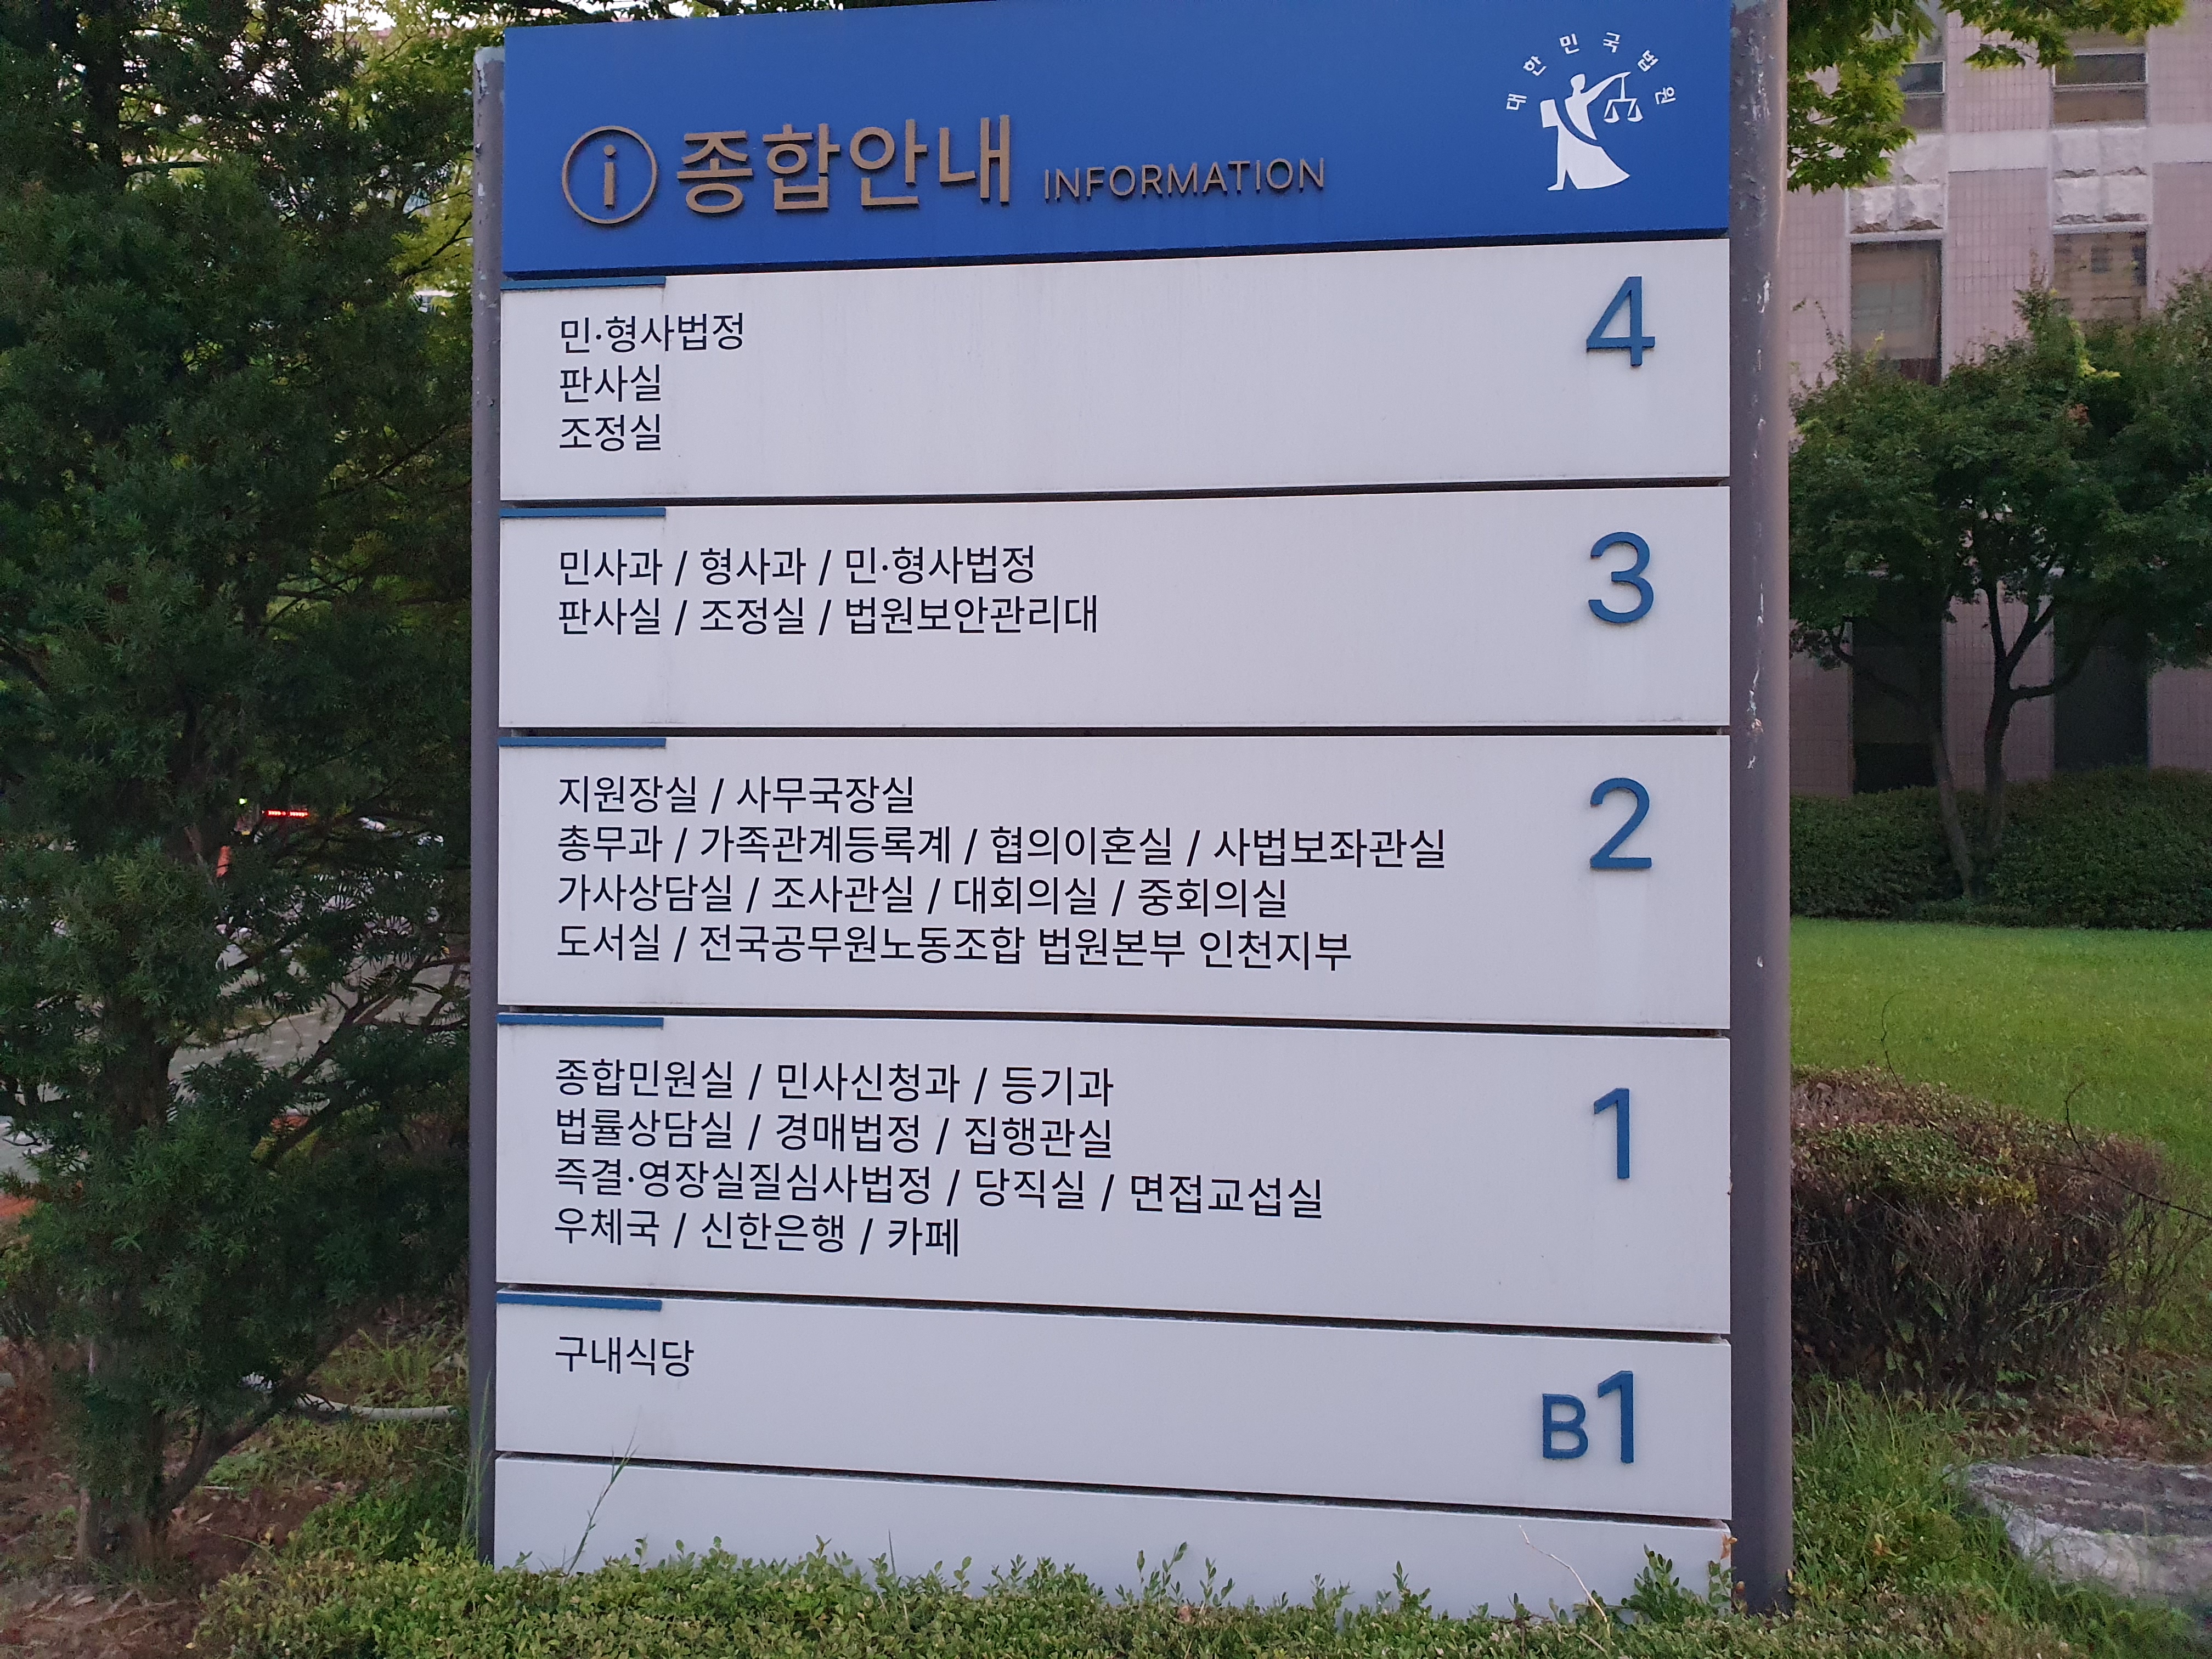 종합안내 INFORMATION
대한민국법원
4
민·형사법정
판사실
조정실
3
민사과 / 형사과 / 민·형사법정
판사실 / 조정실 / 법원보안관리대
2
지원장실 / 사무국장실
총무과 / 가족관계등록계 / 협의이혼실 / 사법보좌관실
가사상담실 / 조사관실 / 대회의실 / 중회의실
도서실 / 전국공무원노동조합 법원본부 인천지부
1
종합민원실 / 민사신청과 / 등기과
법률상담실 / 경매법정 / 집행관실
즉결·영장실질심사법정 / 당직실 / 면접교섭실
우체국 / 신한은행 / 카페
B1
구내식당